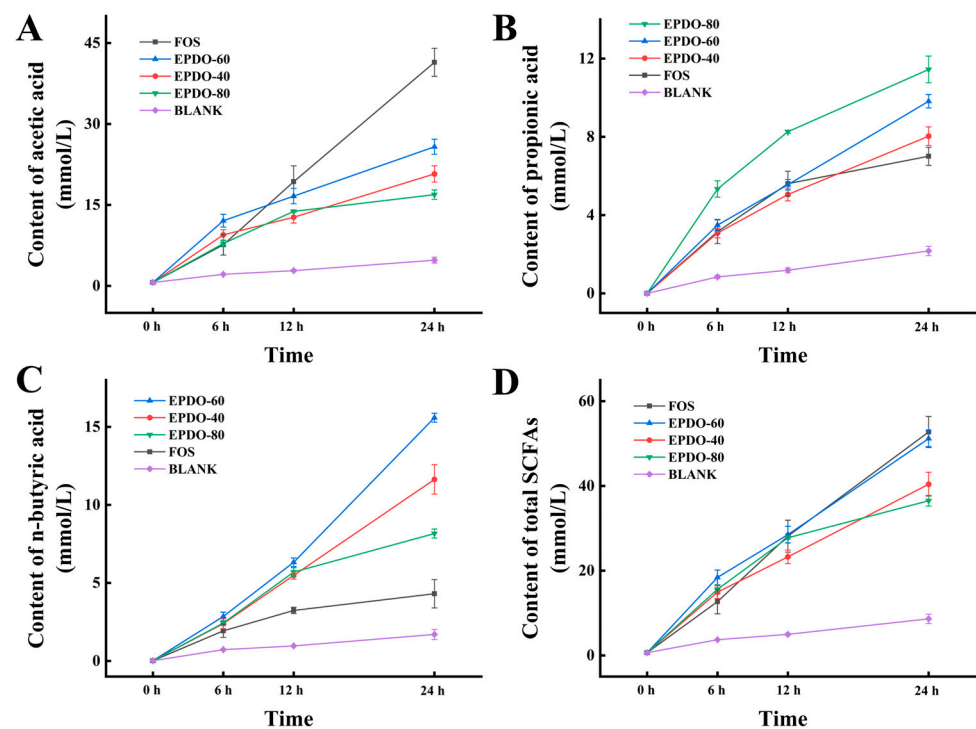 A
Content of acetic acid
(mmol/L)
45
30
15
0
FOS
EPDO-60
EPDO-40
EPDO-80
BLANK
0 h
6 h
12 h
24 h
Time
B
Content of propionic acid
(mmol/L)
12
8
4
0
EPDO-80
EPDO-60
EPDO-40
FOS
BLANK
0 h
6 h
12 h
24 h
Time
C
Content of n-butyric acid
(mmol/L)
15
10
5
0
EPDO-60
EPDO-40
EPDO-80
FOS
BLANK
0 h
6 h
12 h
24 h
Time
D
Content of total SCFAs
(mmol/L)
60
40
20
0
FOS
EPDO-60
EPDO-40
EPDO-80
BLANK
0 h
6 h
12 h
24 h
Time